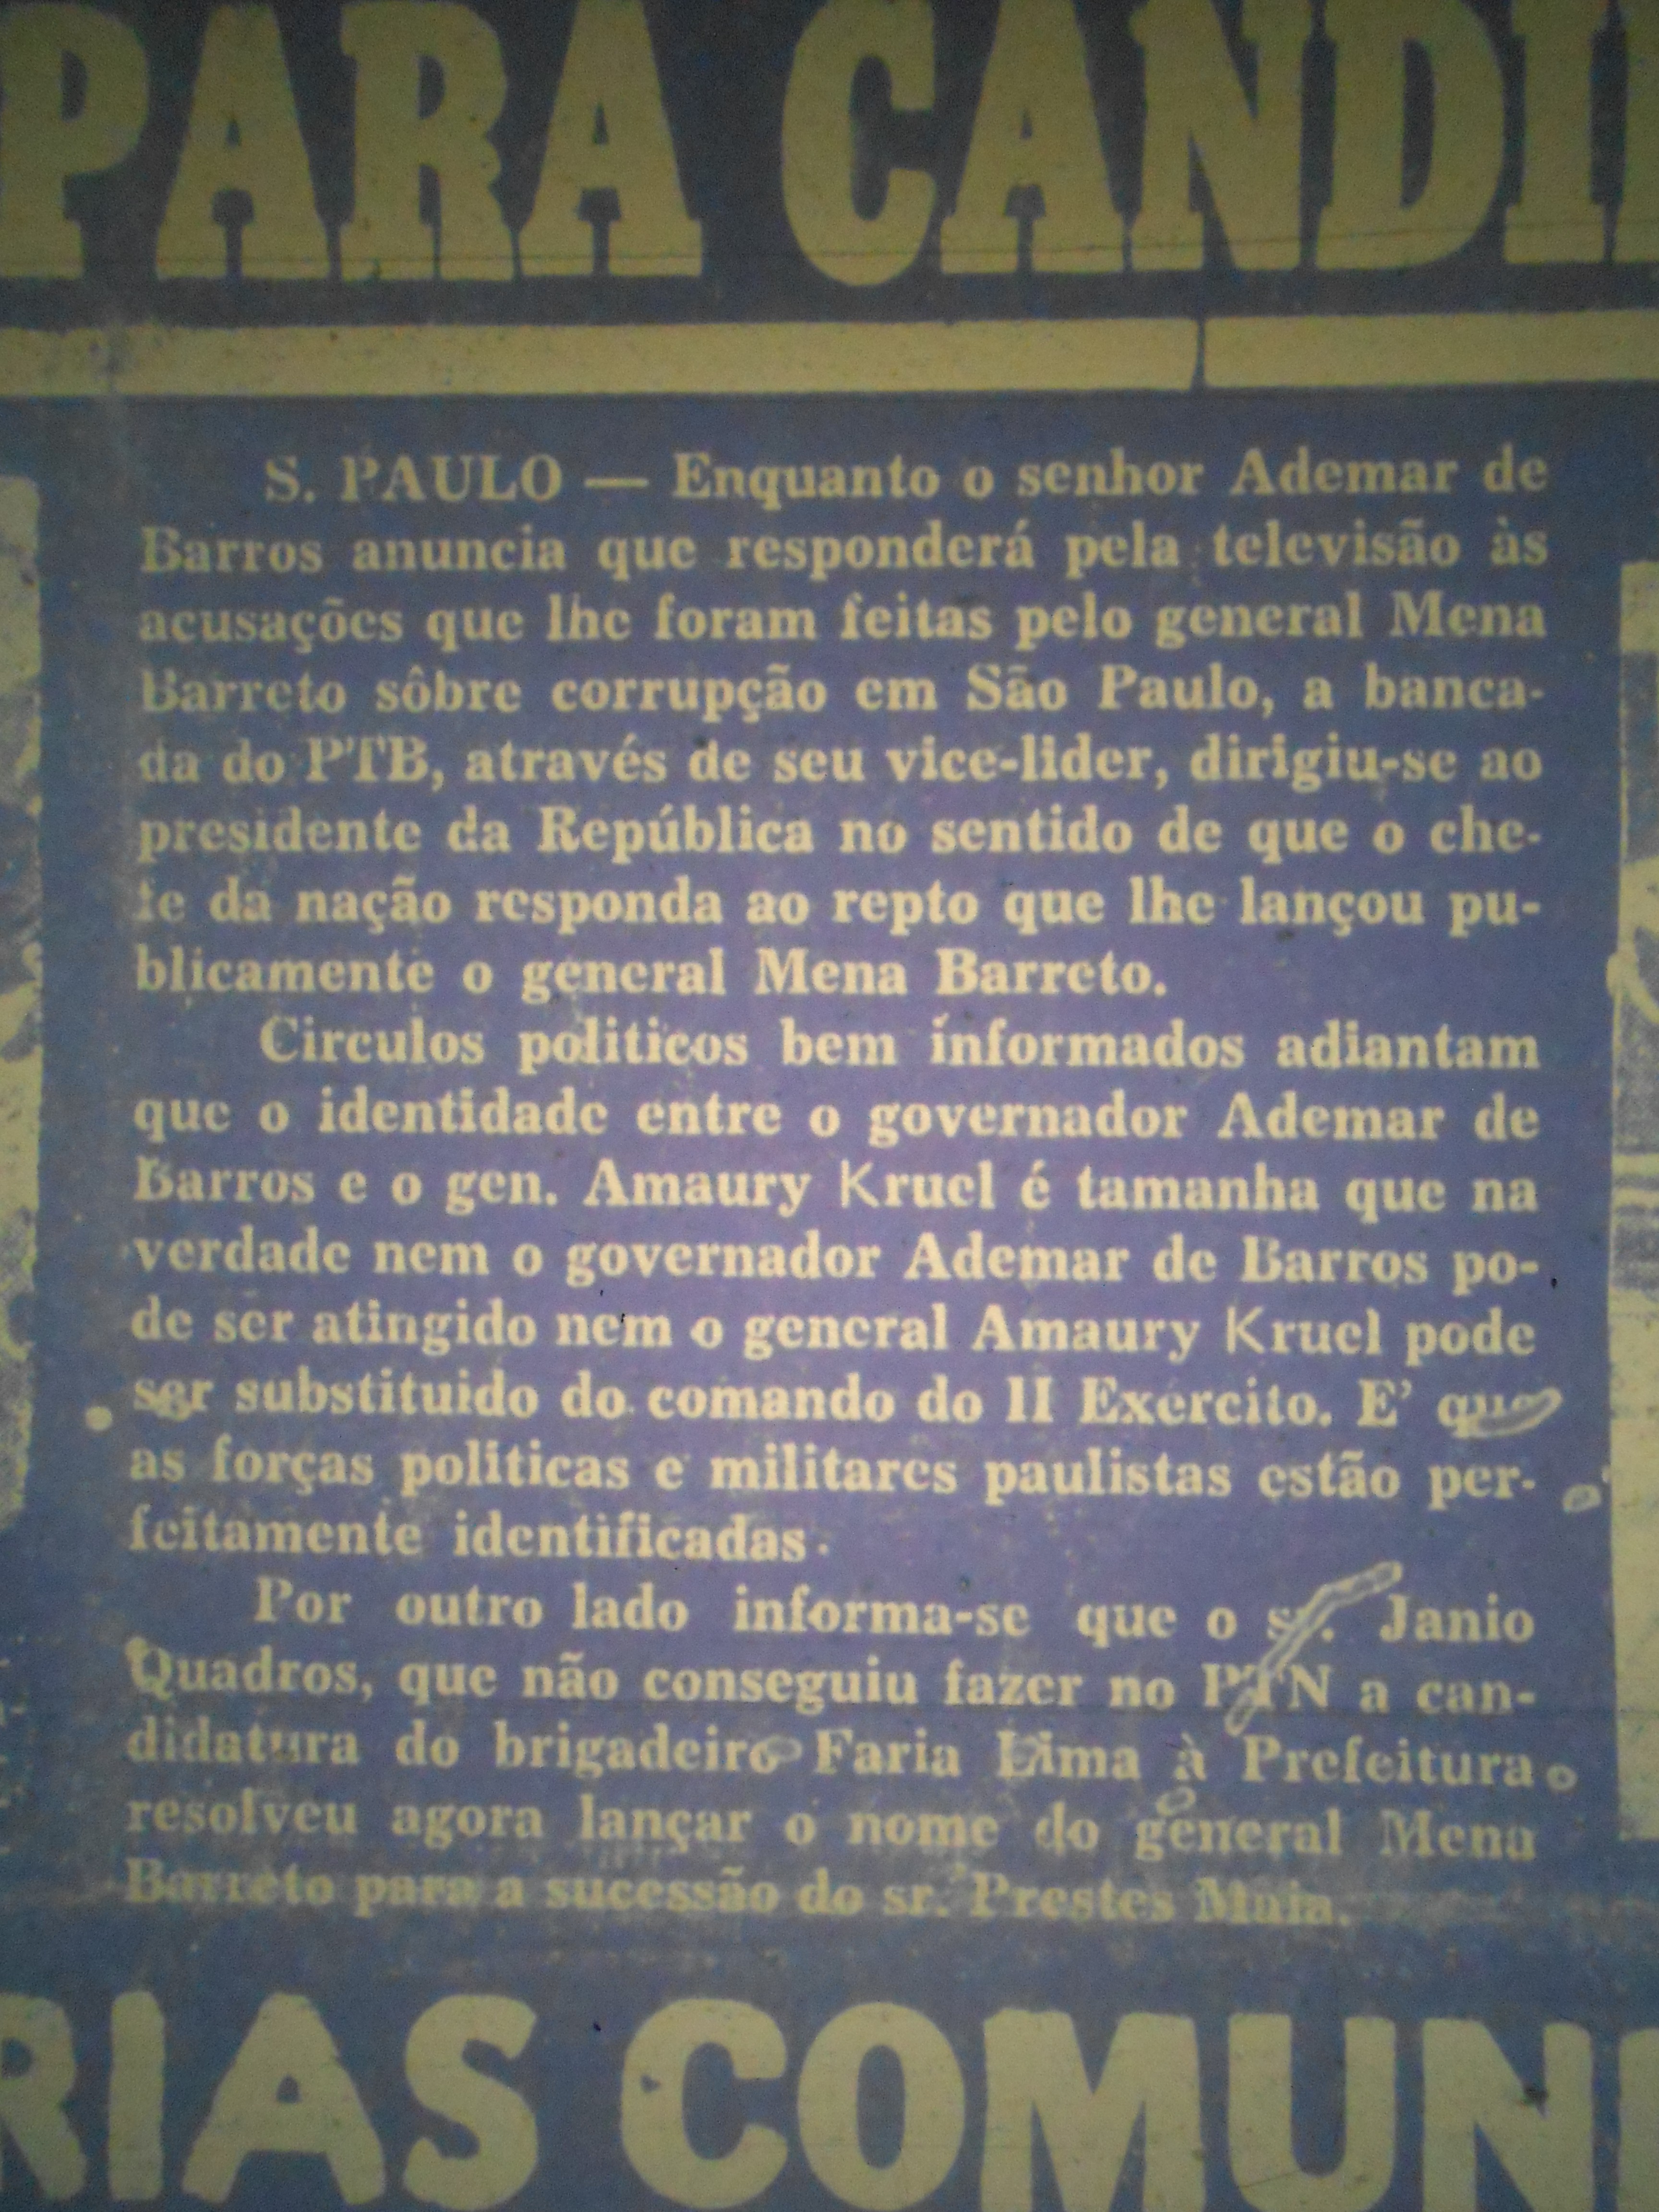 PARA CANDI
S. PAULO — Enquanto o senhor Ademar de
Barros anuncia que responderá pela televisão às
acusações que lhe foram feitas pelo general Mena
Barreto sôbre corrupção em São Paulo, a banca-
da do PTB, através de seu vice-lider, dirigiu-se ao
presidente da República no sentido de que o che-
fe da nação responda ao repto que lhe lançou pu-
blicamente o general Mena Barreto.
Circulos politicos bem informados adiantam
que o identidade entre o governador Ademar de
Barros e o gen. Amaury Kruel é tamanha que na
verdade nem o governador Ademar de Barros po-
de ser atingido nem o general Amaury Kruel pode
ser substituido do comando do II Exercito. E' que
as forças politicas e militares paulistas estão per-
feitamente identificadas.
Por outro lado informa-se que o sr. Janio
Quadros, que não conseguiu fazer no PTN a can-
didatura do brigadeiro Faria Lima à Prefeitura
resolveu agora lançar o nome do general Mena
Barreto para a sucessão do sr. Prestes Maia.
RIAS COMUNI